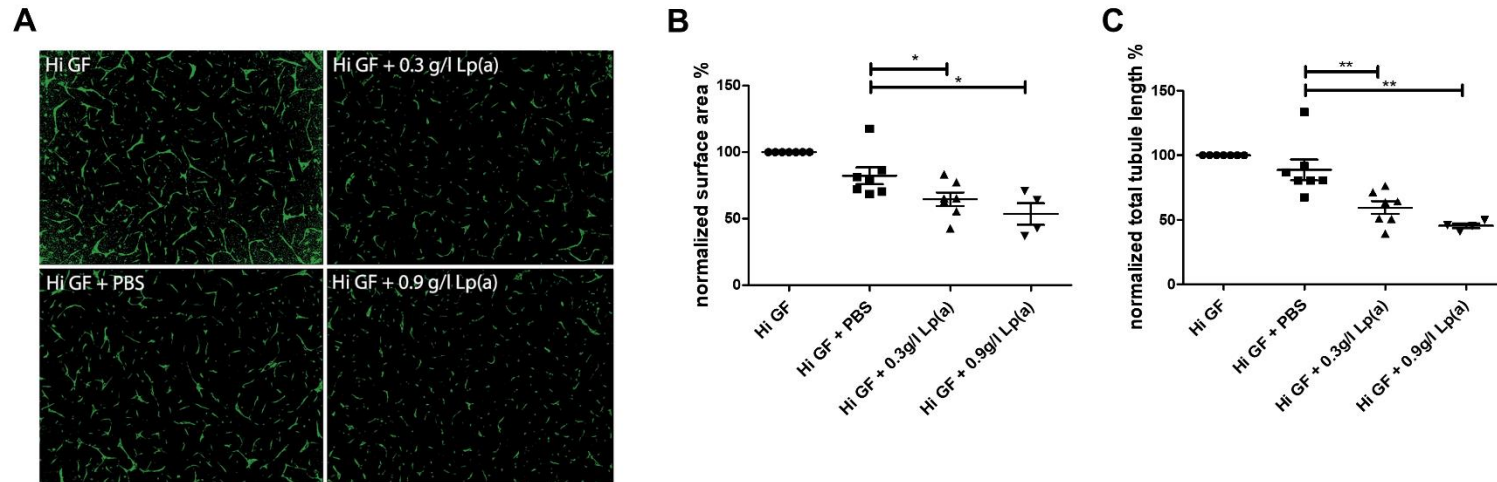 A
Hi GF
Hi GF + 0.3 g/l Lp(a)
Hi GF + PBS
Hi GF + 0.9 g/l Lp(a)
B
normalized surface area %
150
100
50
0
*
*
Hi GF
Hi GF + PBS
Hi GF + 0.3g/l Lp(a)
Hi GF + 0.9g/l Lp(a)
C
normalized total tubule length %
150
100
50
0
**
**
Hi GF
Hi GF + PBS
Hi GF + 0.3g/l Lp(a)
Hi GF + 0.9g/l Lp(a)